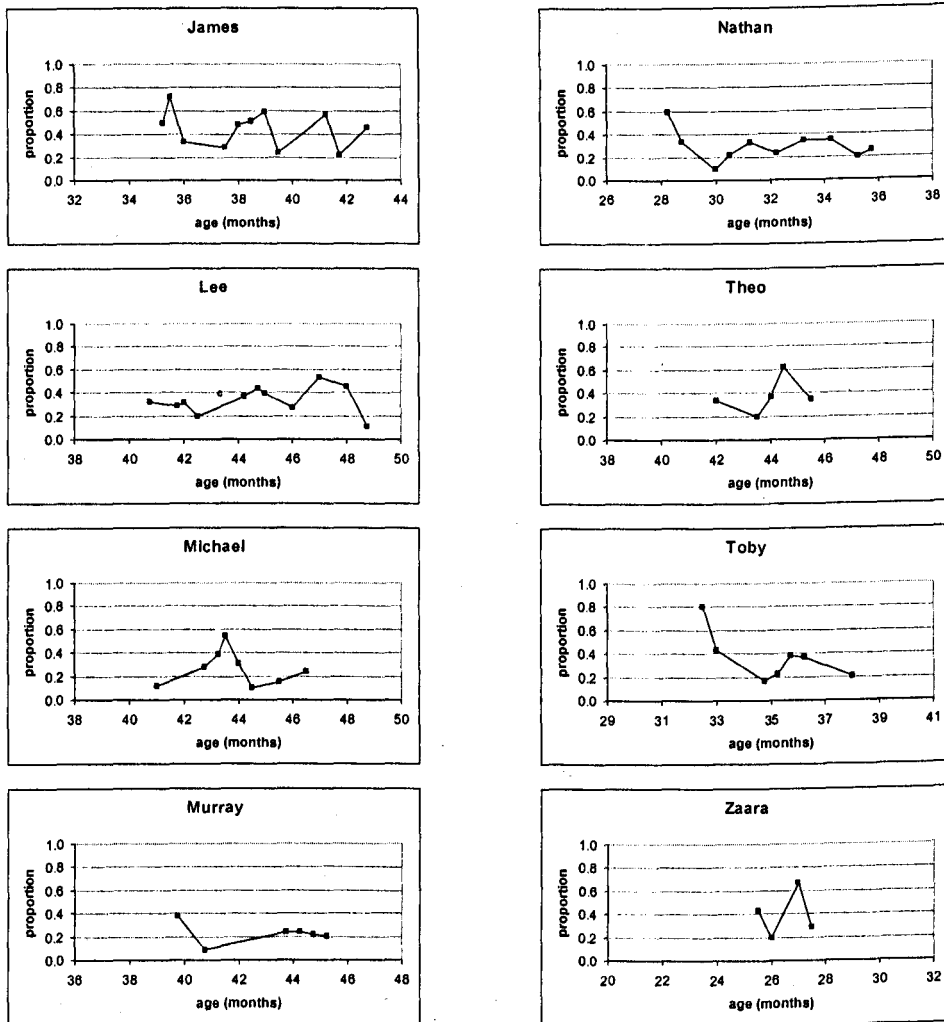 James
1.0
0.8
0.6
0.4
0.2
0.0
proportion
32 34 36 38 40 42 44
age (months)
Nathan
1.0
0.8
0.6
0.4
0.2
0.0
proportion
26 28 30 32 34 36 38
age (months)
Lee
1.0
0.8
0.6
0.4
0.2
0.0
proportion
38 40 42 44 46 48 50
age (months)
Theo
1.0
0.8
0.6
0.4
0.2
0.0
proportion
38 40 42 44 46 48 50
age (months)
Michael
1.0
0.8
0.6
0.4
0.2
0.0
proportion
38 40 42 44 46 48 50
age (months)
Toby
1.0
0.8
0.6
0.4
0.2
0.0
proportion
29 31 33 35 37 39 41
age (months)
Murray
1.0
0.8
0.6
0.4
0.2
0.0
proportion
36 38 40 42 44 46 48
age (months)
Zaara
1.0
0.8
0.6
0.4
0.2
0.0
proportion
20 22 24 26 28 30 32
age (months)